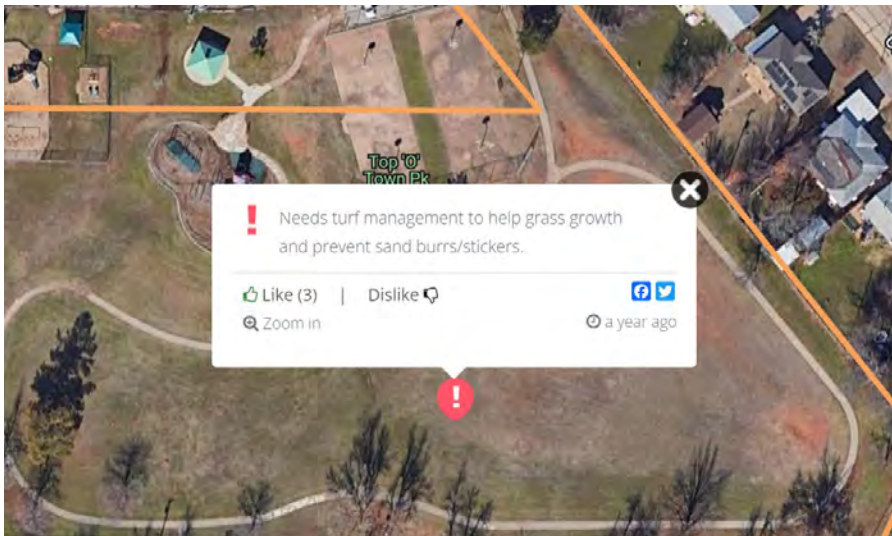 Top 'O'
Town Pk
Needs turf management to help grass growth
and prevent sand burrs/stickers.
Like (3) | Dislike
Zoom in
a year ago